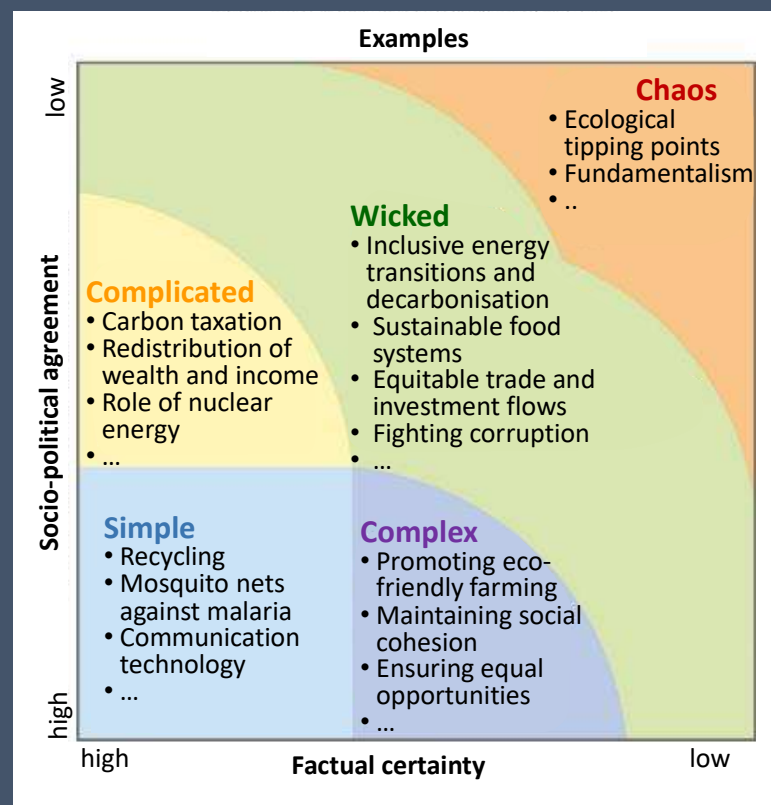 Examples
low
Socio-political agreement
high
Chaos
• Ecological
tipping points
• Fundamentalism
• ..
Wicked
• Inclusive energy
transitions and
decarbonisation
• Sustainable food
systems
• Equitable trade and
investment flows
• Fighting corruption
• ...
Complicated
• Carbon taxation
• Redistribution of
wealth and income
• Role of nuclear
energy
• ...
Simple
• Recycling
• Mosquito nets
against malaria
• Communication
technology
• ...
Complex
• Promoting eco-
friendly farming
• Maintaining social
cohesion
• Ensuring equal
opportunities
• ...
high
Factual certainty
low